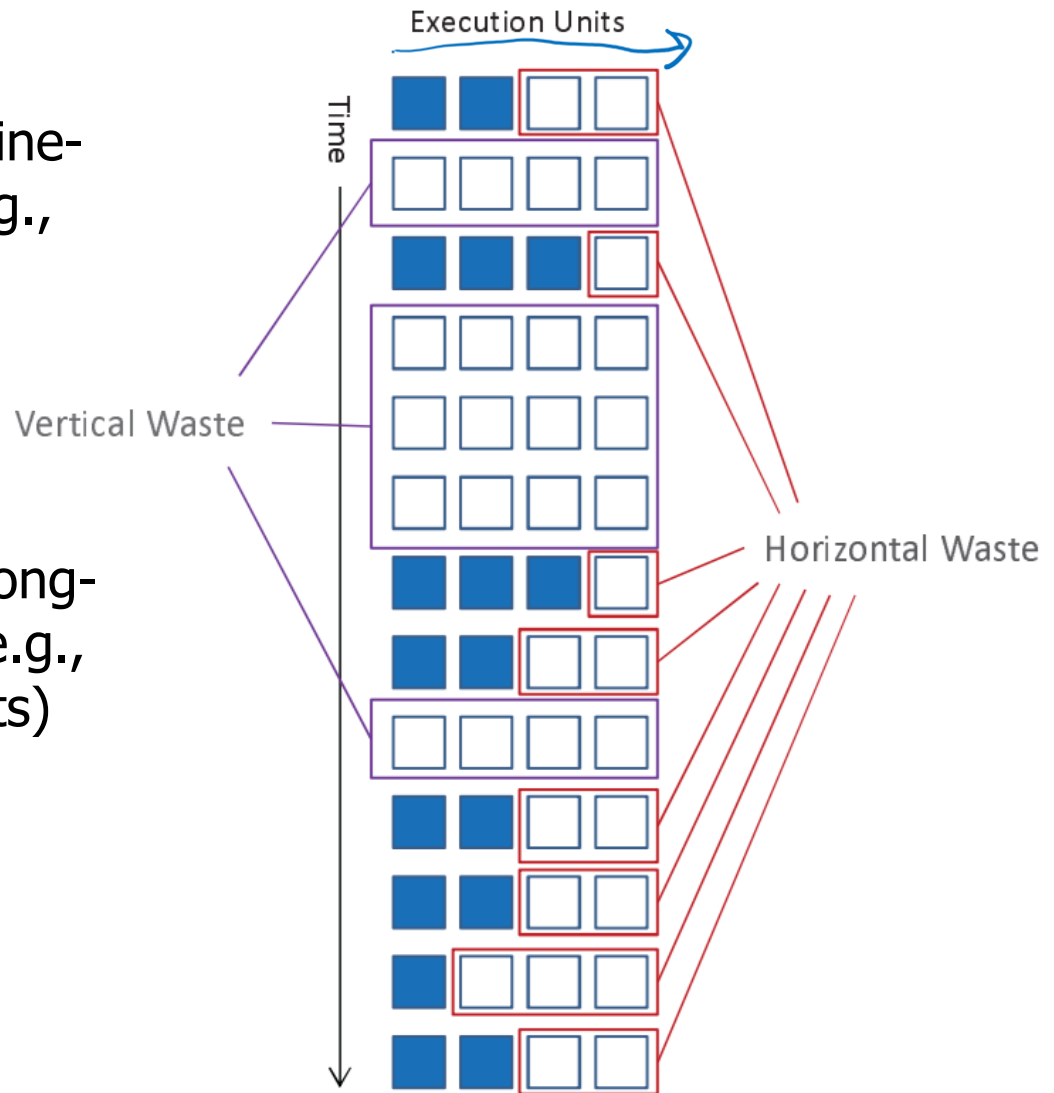 Execution Units
Time
ine-
g.,
Vertical Waste
ong-
e.g.,
ts)
Horizontal Waste